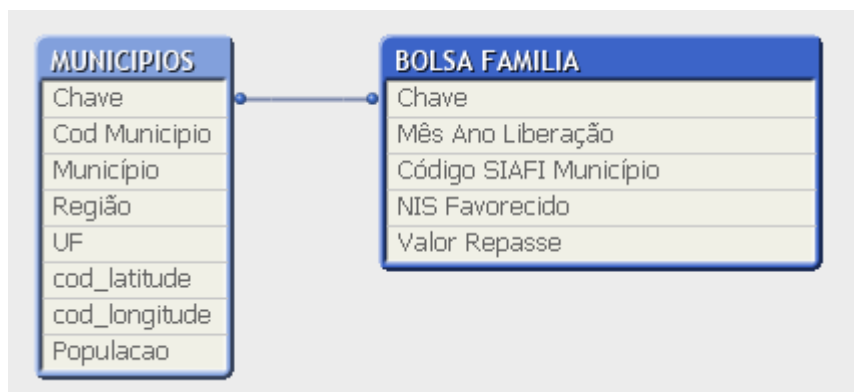 MUNICIPIOS
Chave
Cod Municipio
Município
Região
UF
cod_latitude
cod_longitude
Populacao
BOLSA FAMILIA
Chave
Mês Ano Liberação
Código SIAFI Município
NIS Favorecido
Valor Repasse